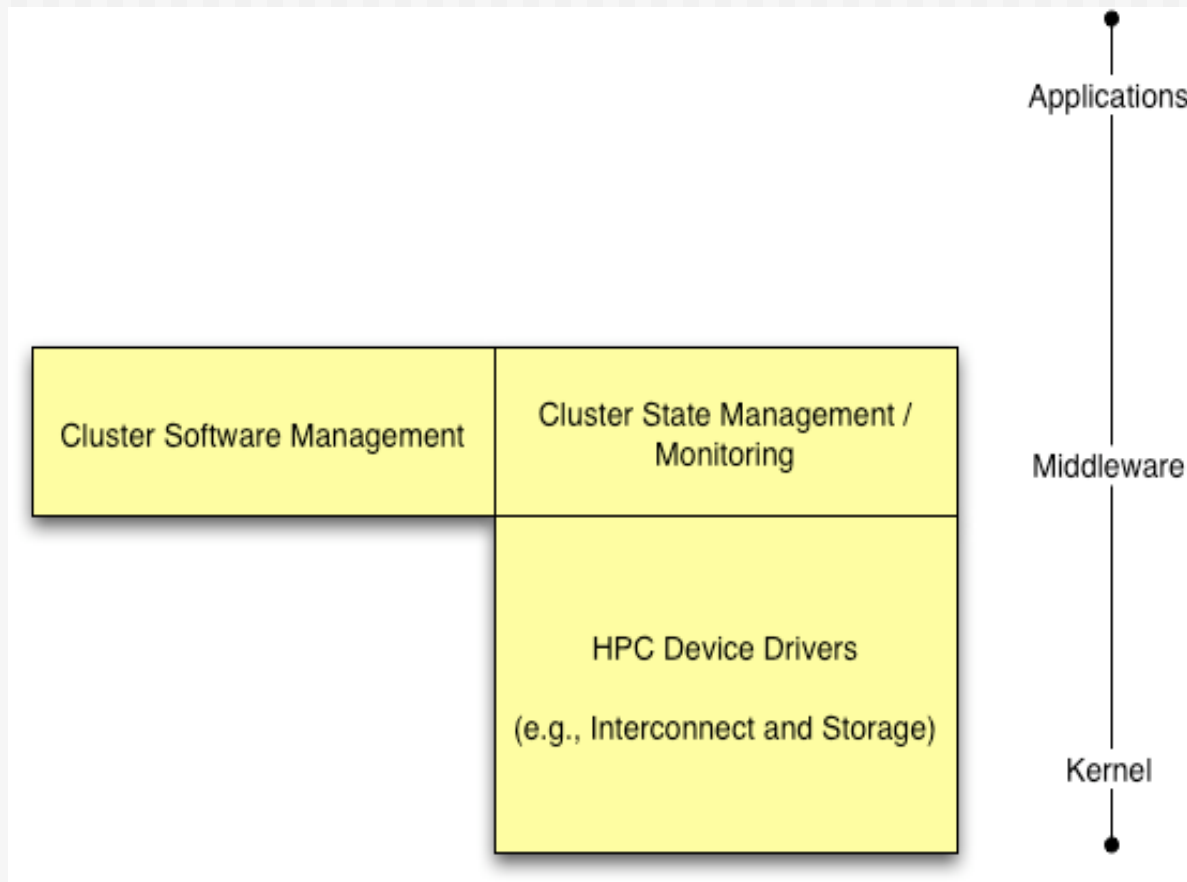 Applications
Cluster Software Management
Cluster State Management /
Monitoring
Middleware
HPC Device Drivers
(e.g., Interconnect and Storage)
Kernel